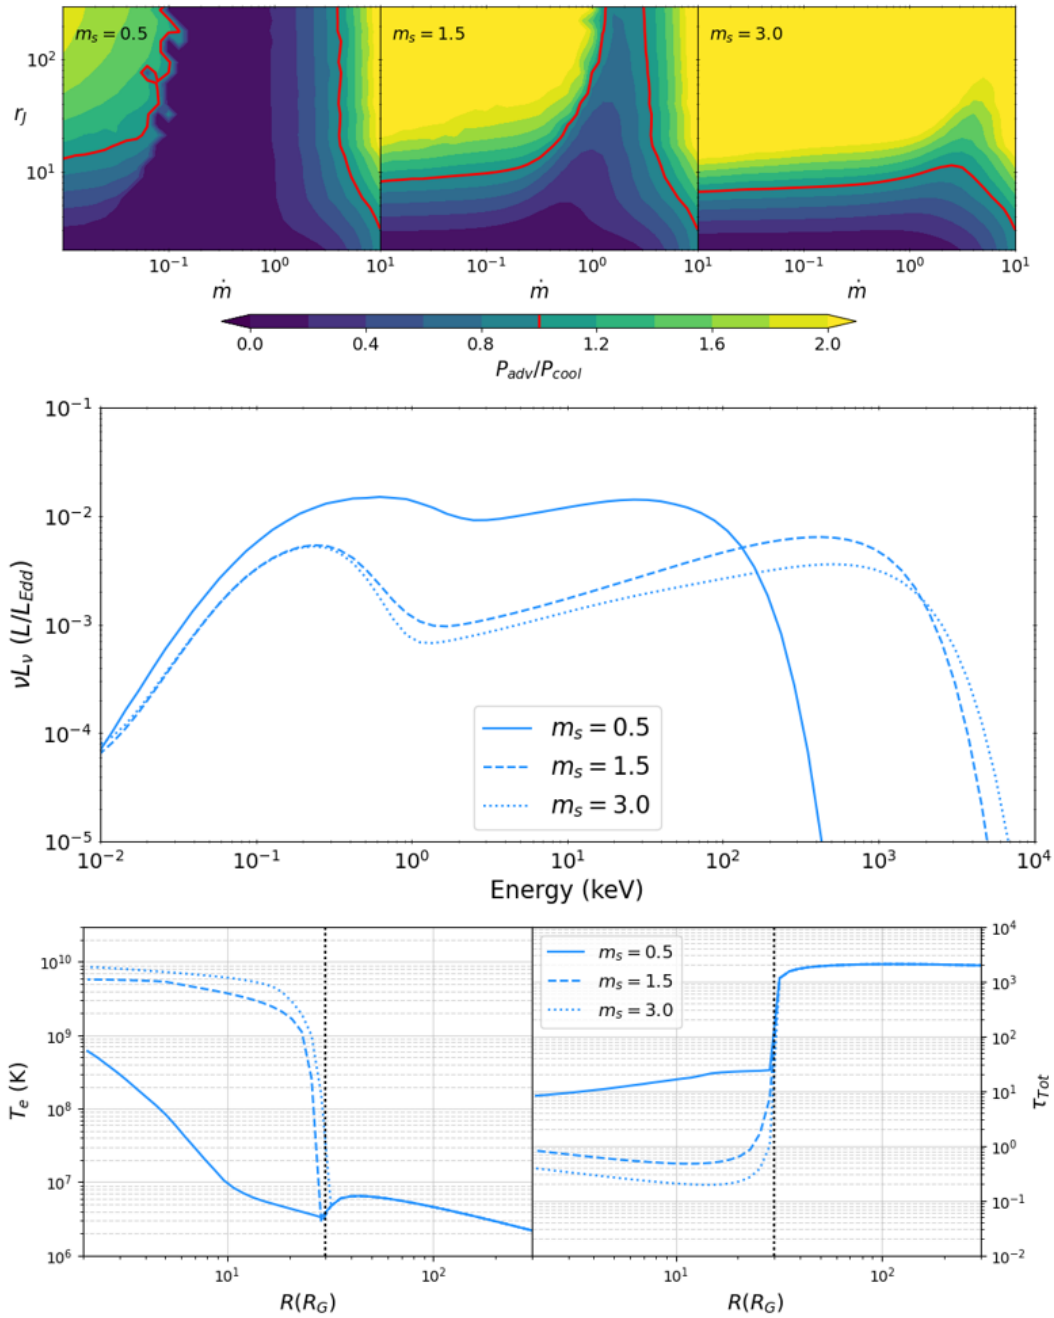 m_s = 0.5
m_s = 1.5
m_s = 3.0
10^2
r_J
10^1
10^-1 10^0 10^1 10^-1 10^0 10^-1 10^0 10^1
ṁ ṁ ṁ
0.0 0.4 0.8 1.2 1.6 2.0
P_adv/P_cool
10^-1
10^-2
10^-3
10^-4
10^-5
νL_ν (L/L_Edd)
m_s = 0.5
m_s = 1.5
m_s = 3.0
10^-2 10^-1 10^0 10^1 10^2 10^3 10^4
Energy (keV)
10^10
10^9
10^8
10^7
10^6
T_e (K)
10^1 10^2
R(R_G)
m_s = 0.5
m_s = 1.5
m_s = 3.0
10^4
10^3
10^2
10^1
10^0
10^-1
10^-2
τ_Tot
10^1 10^2
R(R_G)